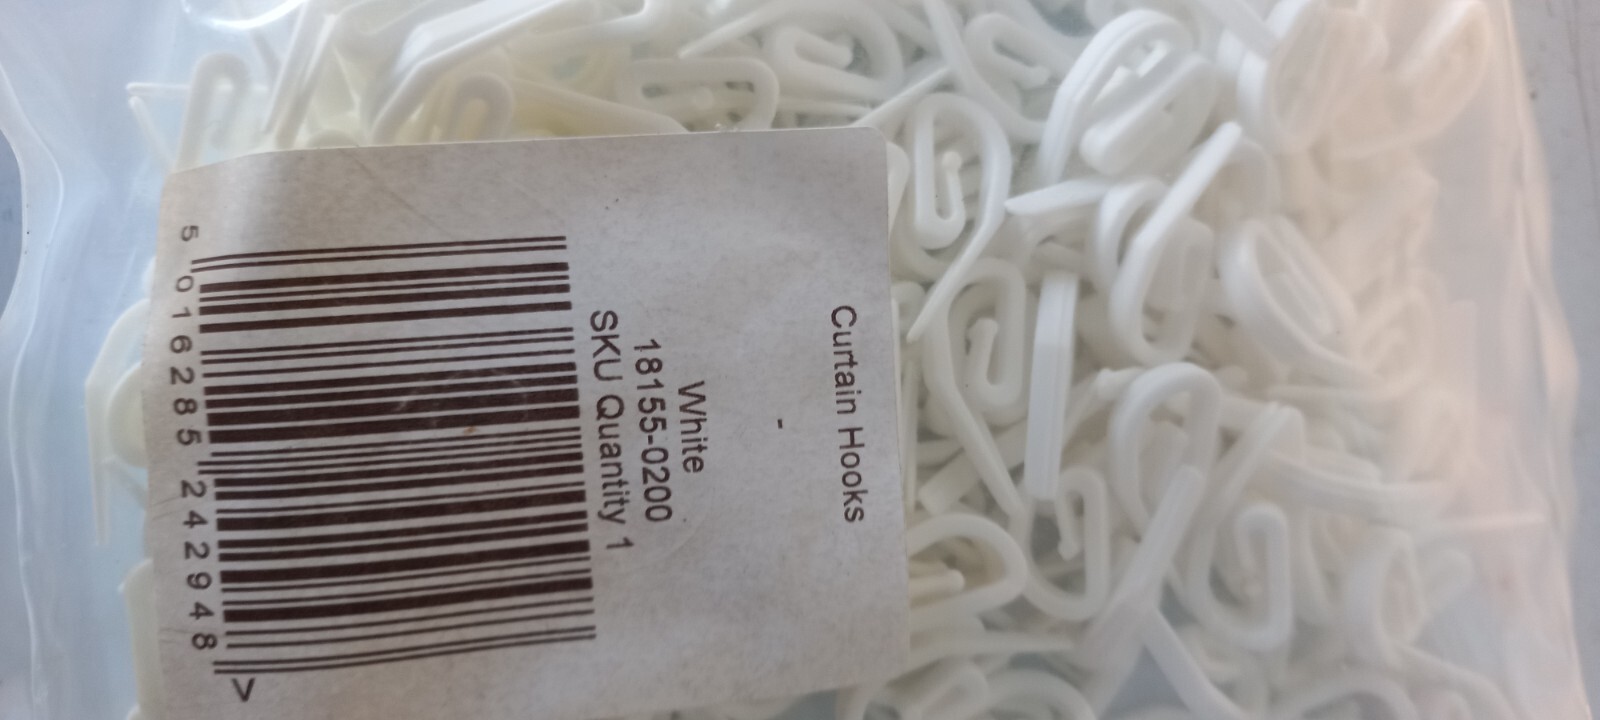 Curtain Hooks
-
White
18155-0200
SKU Quantity 1
5 016285 242948 >